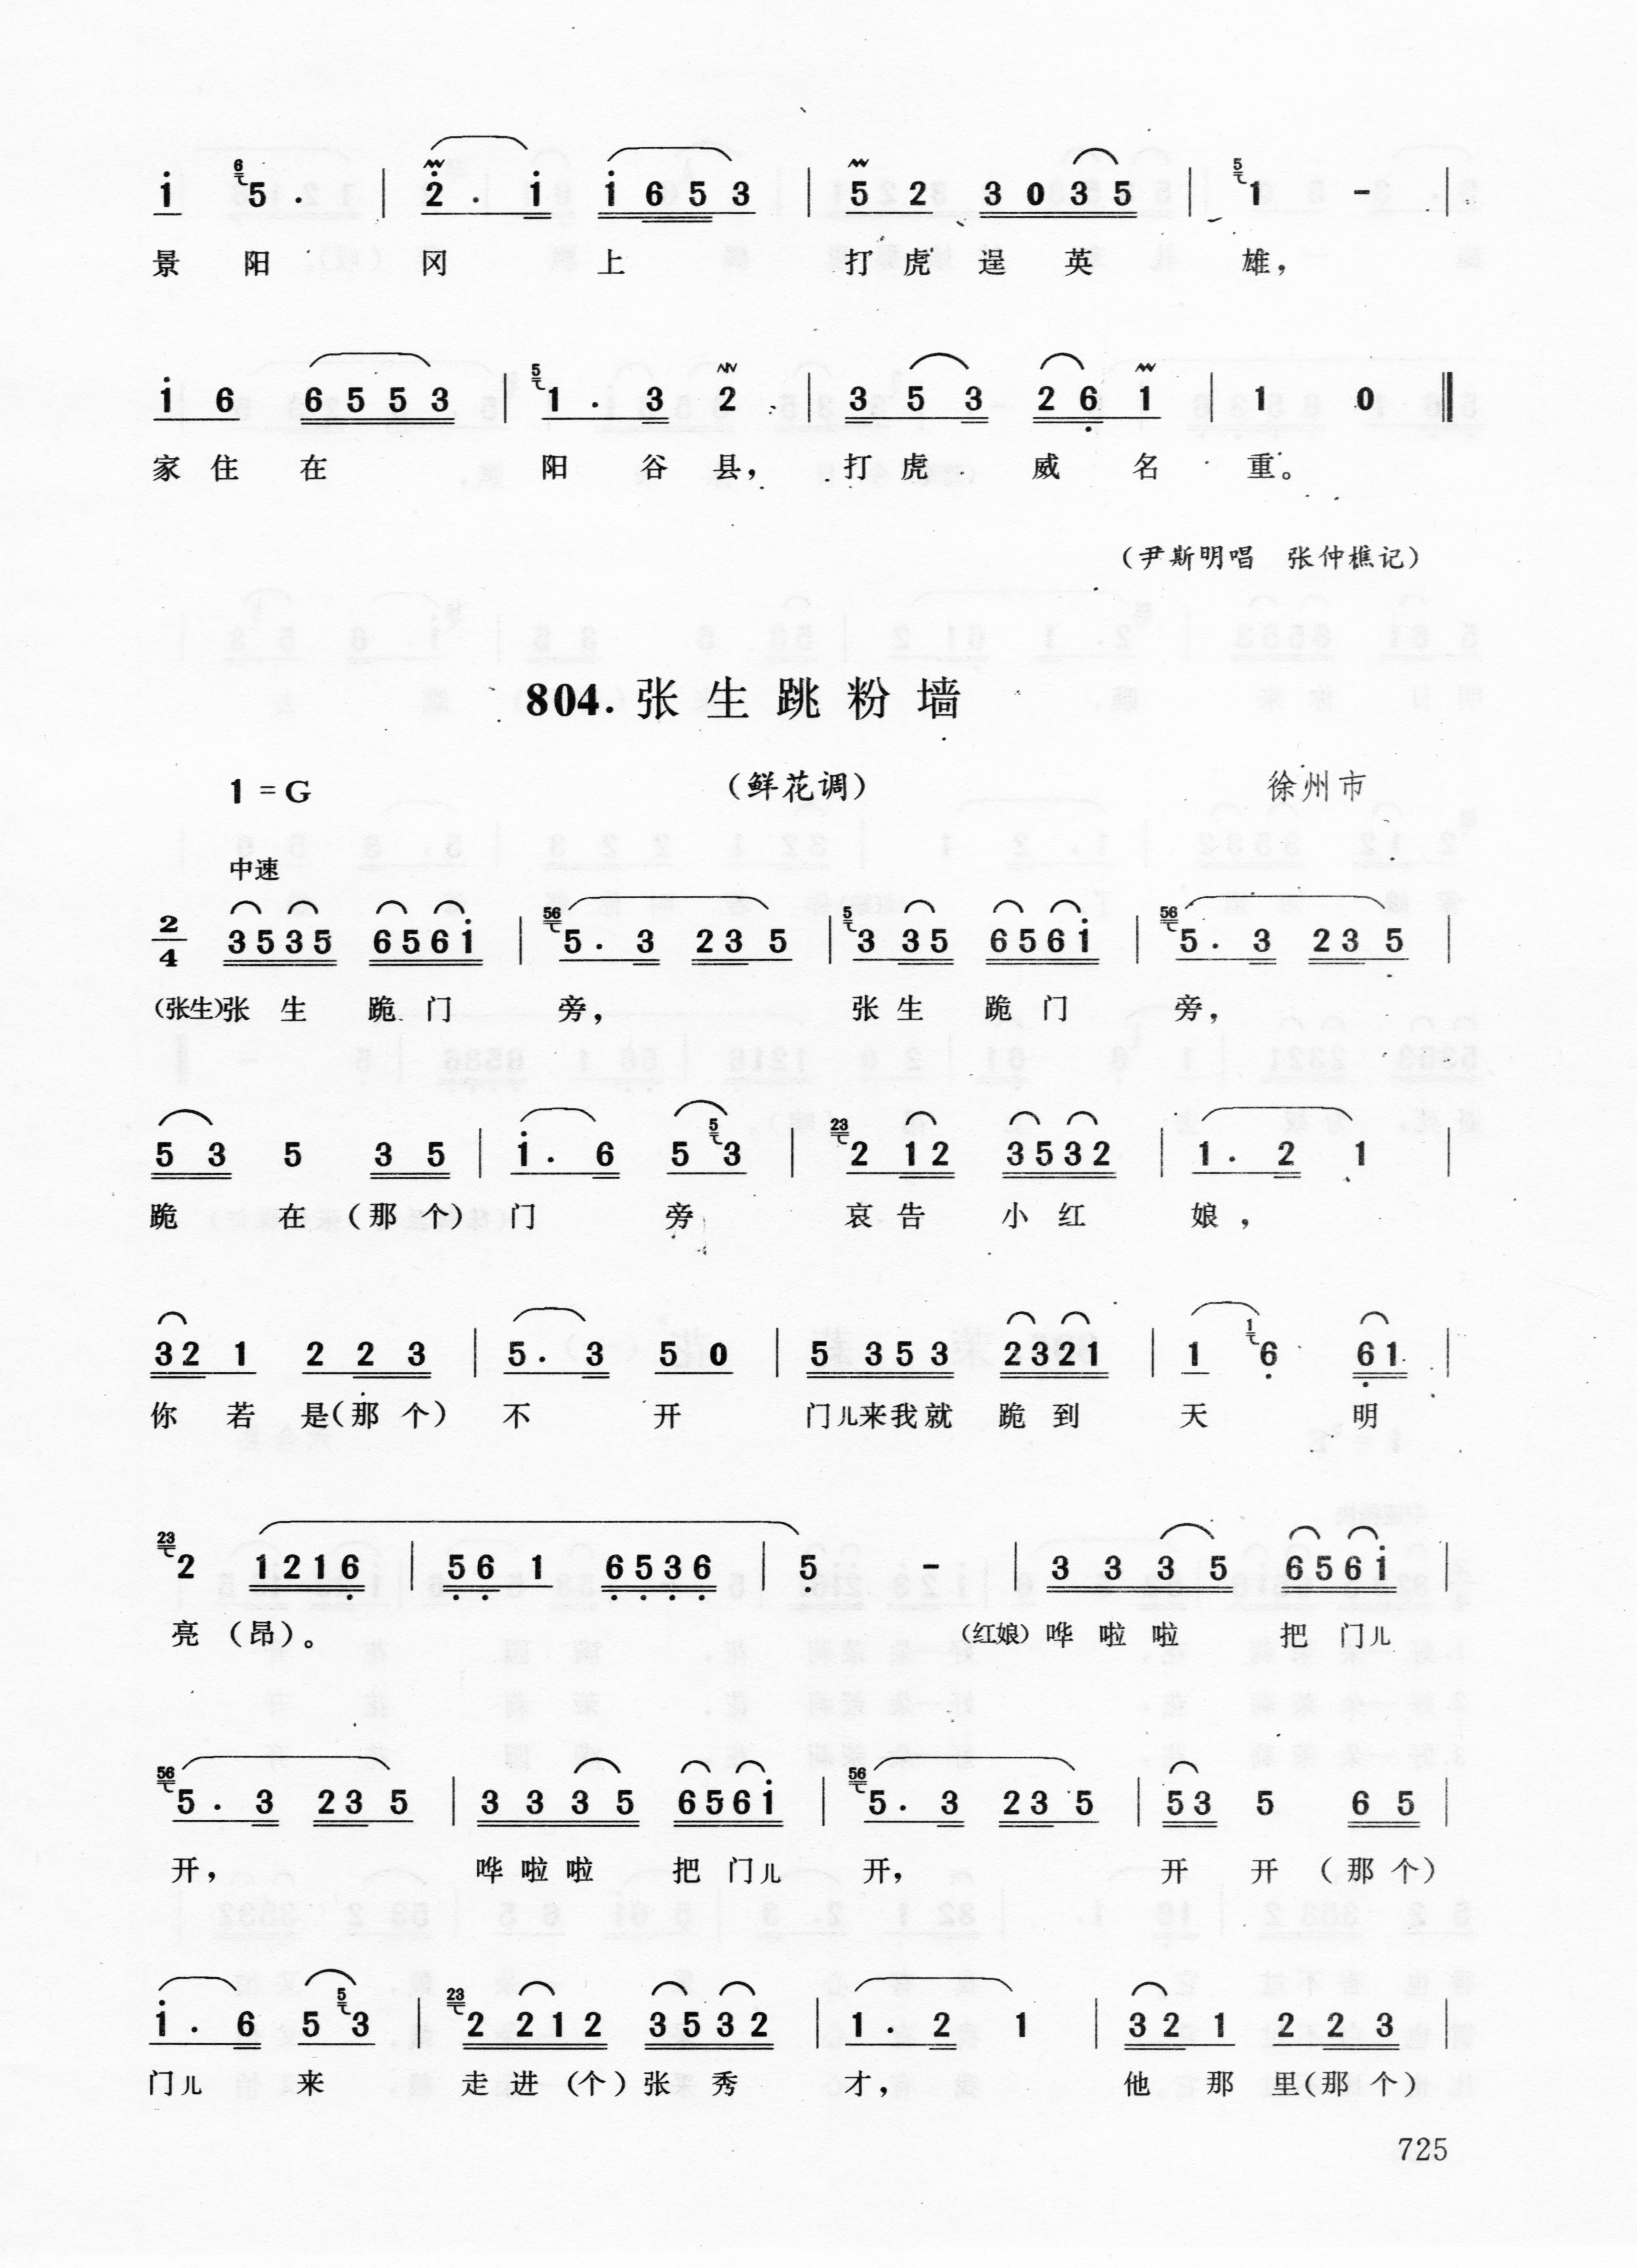 i 6 5 . | 2 . i i 6 5 3 | 5 2 3 0 3 5 | 5 1 - |
景 阳 冈 上 打 虎 逞 英 雄，
i 6 6 5 5 3 | 5 1 . 3 2 | 3 5 3 2 6 1 | 1 0 ‖
家 住 在 阳 谷 县， 打 虎 威 名 重。
（尹斯明唱 张仲樵记）
804. 张生跳粉墙
1 = G （鲜花调） 徐州市
中速
2/4 3 5 3 5 6 5 6 i | 56 5 . 3 2 3 5 | 5 3 3 5 6 5 6 i | 56 5 . 3 2 3 5 |
（张生）张 生 跪 门 旁， 张 生 跪 门 旁，
5 3 5 3 5 | i . 6 5 5 3 | 23 2 1 2 3 5 3 2 | 1 . 2 1 |
跪 在（那 个）门 旁 哀 告 小 红 娘，
3 2 1 2 2 3 | 5 . 3 5 0 | 5 3 5 3 2 3 2 1 | 1 1 6 6 1 |
你 若 是（那 个）不 开 门儿来我就 跪 到 天 明
23 2 1 2 1 6 | 5 6 1 6 5 3 6 | 5 - | 3 3 3 5 6 5 6 i |
亮（昂）。 （红娘）哗 啦 啦 把 门儿
56 5 . 3 2 3 5 | 3 3 3 5 6 5 6 i | 56 5 . 3 2 3 5 | 5 3 5 6 5 |
开， 哗 啦 啦 把 门儿 开， 开 开（那 个）
i . 6 5 5 3 | 23 2 2 1 2 3 5 3 2 | 1 . 2 1 | 3 2 1 2 2 3 |
门儿 来 走 进（个）张 秀 才， 他 那 里（那 个）
725